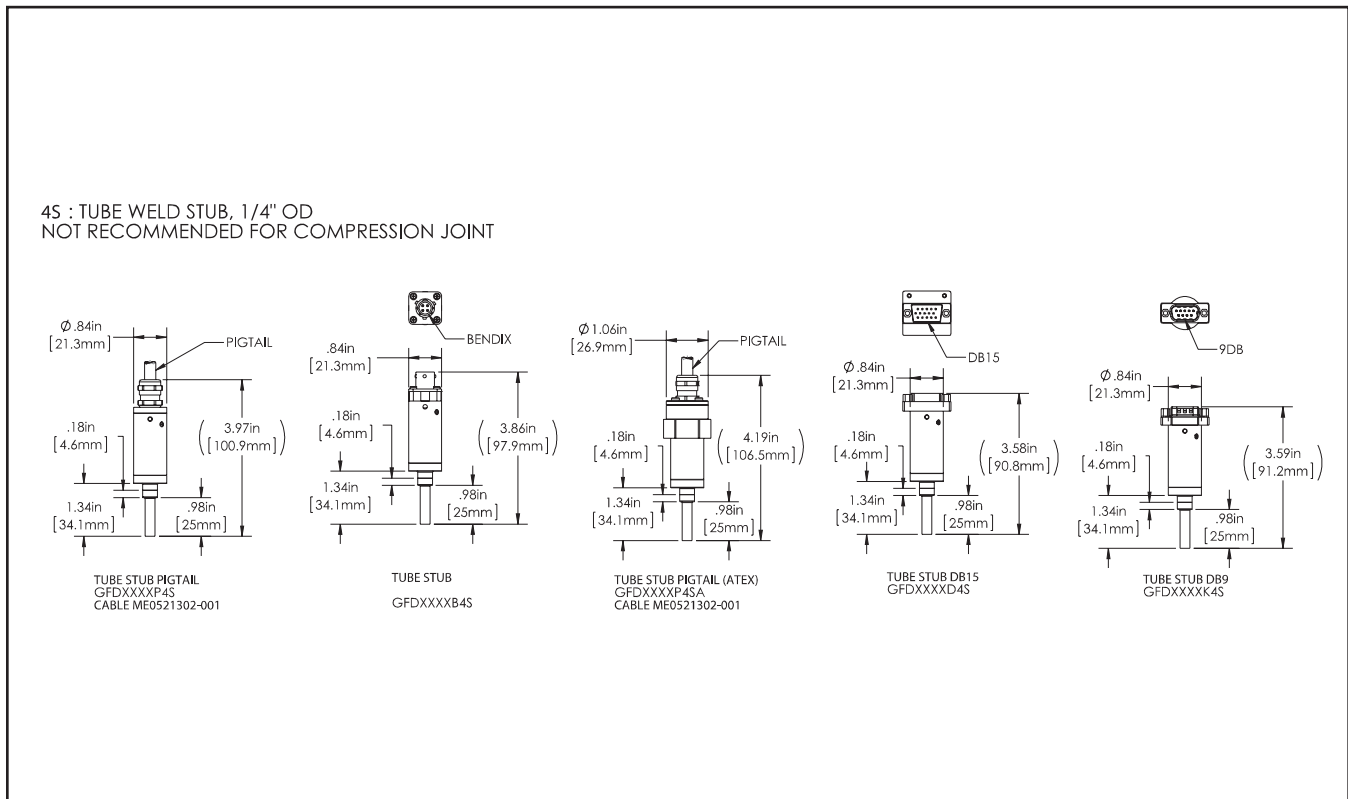 4S : TUBE WELD STUB, 1/4" OD
NOT RECOMMENDED FOR COMPRESSION JOINT
Ø.84in
[21.3mm]
PIGTAIL
.18in
[4.6mm]
3.97in
[100.9mm]
1.34in
[34.1mm]
.98in
[25mm]
TUBE STUB PIGTAIL
GFDXXXXP4S
CABLE ME0521302-001
BENDIX
.84in
[21.3mm]
.18in
[4.6mm]
3.86in
[97.9mm]
1.34in
[34.1mm]
.98in
[25mm]
TUBE STUB
GFDXXXXB4S
Ø1.06in
[26.9mm]
PIGTAIL
.18in
[4.6mm]
4.19in
[106.5mm]
1.34in
[34.1mm]
.98in
[25mm]
TUBE STUB PIGTAIL (ATEX)
GFDXXXXP4SA
CABLE ME0521302-001
DB15
Ø.84in
[21.3mm]
.18in
[4.6mm]
3.58in
[90.8mm]
1.34in
[34.1mm]
.98in
[25mm]
TUBE STUB DB15
GFDXXXXD4S
9DB
Ø.84in
[21.3mm]
.18in
[4.6mm]
3.59in
[91.2mm]
1.34in
[34.1mm]
.98in
[25mm]
TUBE STUB DB9
GFDXXXXK4S